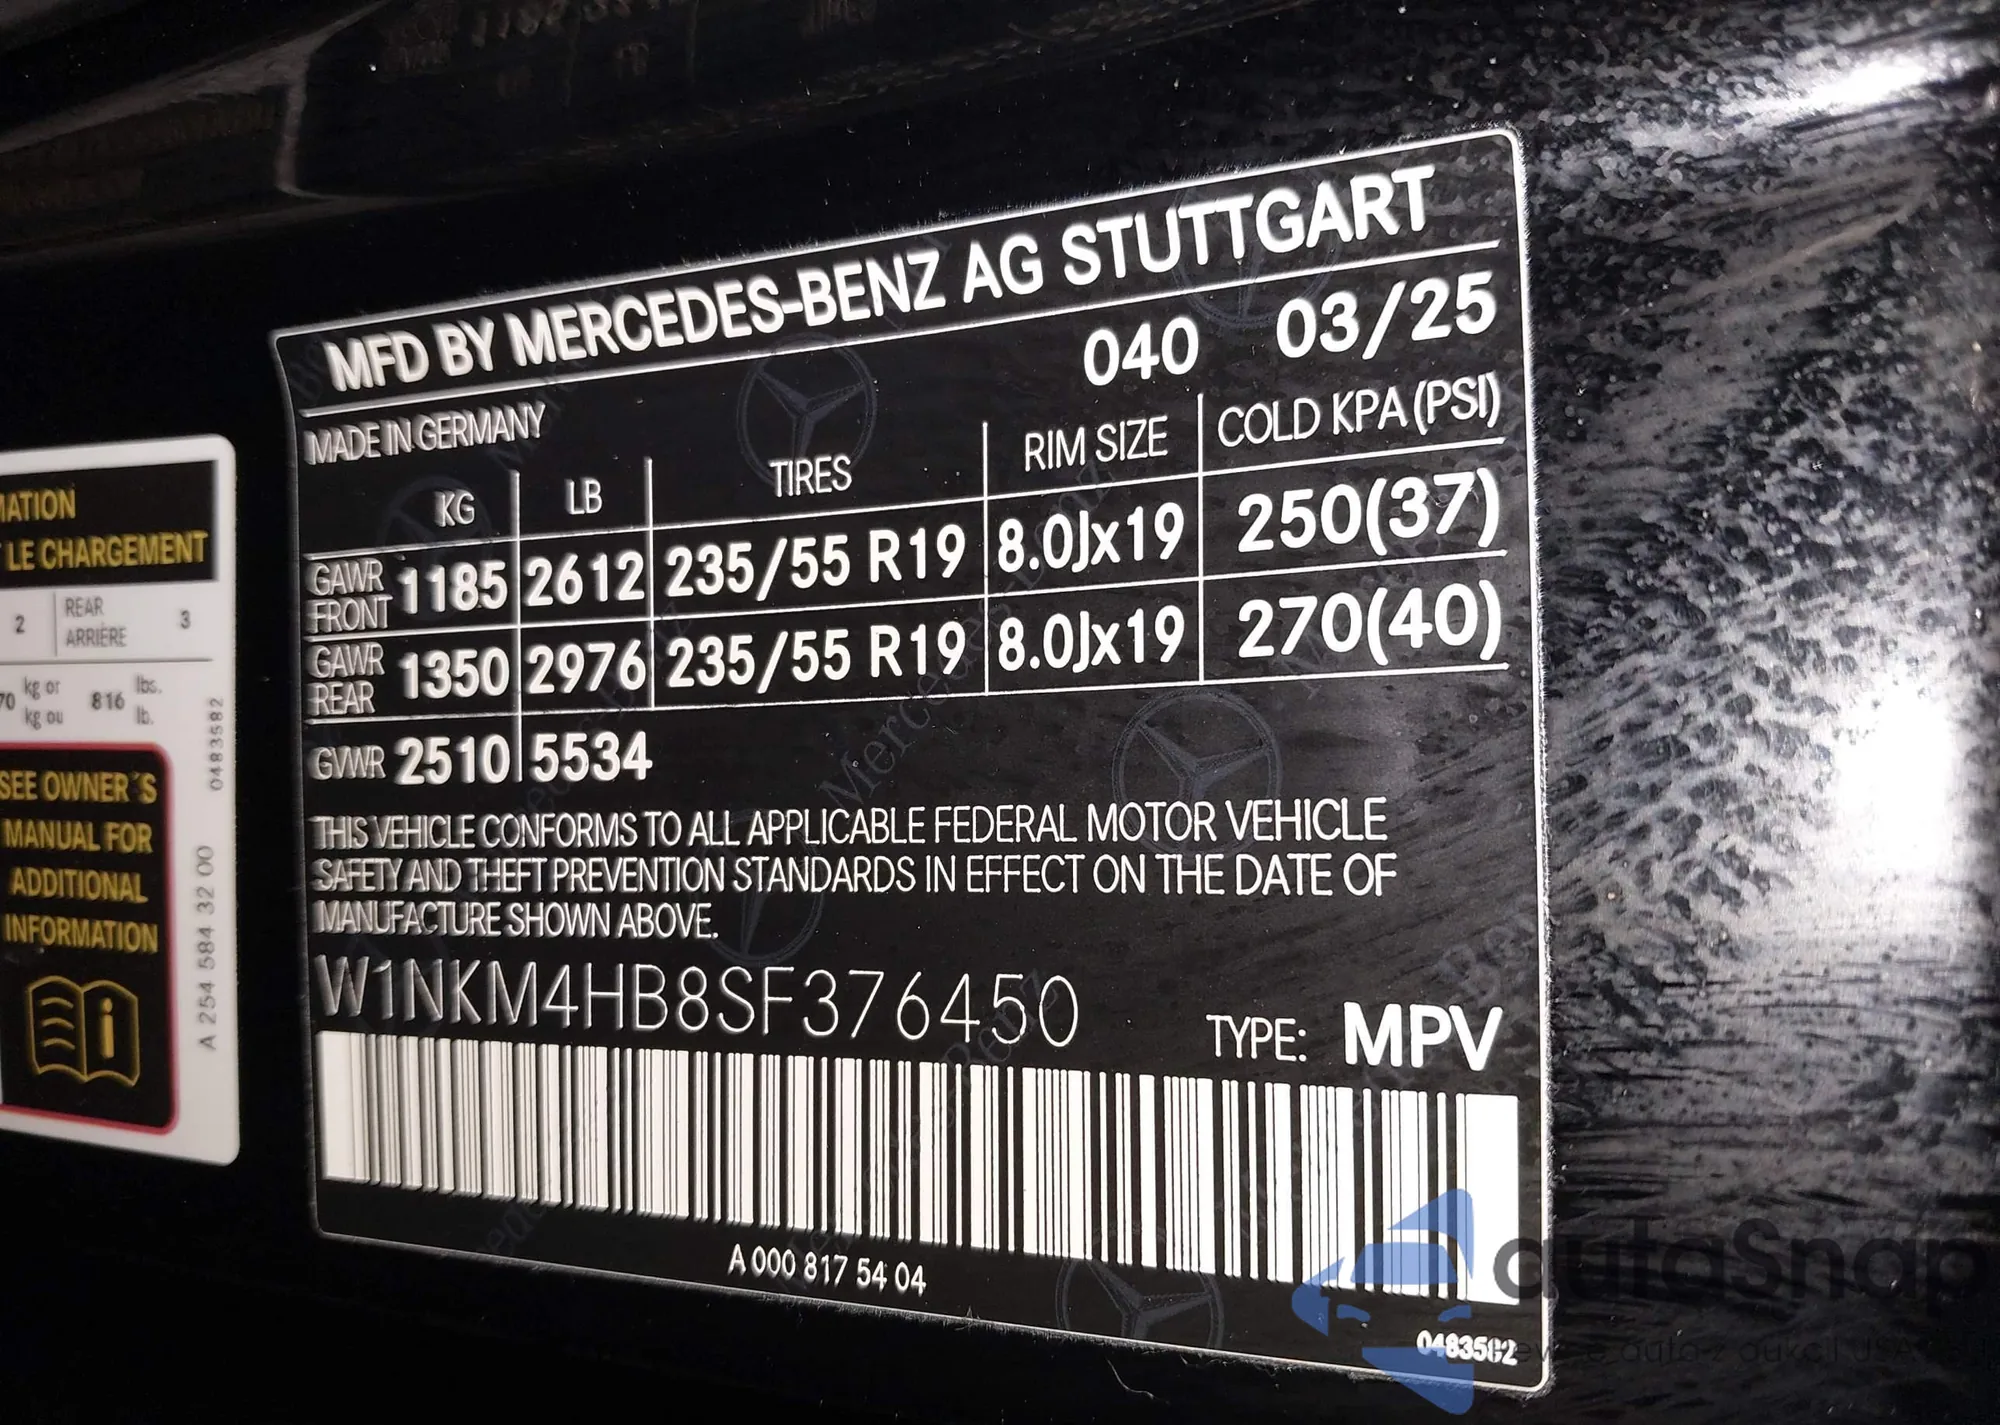 MATION
LE CHARGEMENT
2 REAR 3
ARRIÈRE
70 kg or 816 lbs.
kg ou lb.
SEE OWNER'S
MANUAL FOR
ADDITIONAL
INFORMATION
0483582
A 254 584 32 00
MFD BY MERCEDES-BENZ AG STUTTGART
040 03/25
MADE IN GERMANY
KG LB TIRES RIM SIZE COLD KPA (PSI)
GAWR FRONT 1185 2612 235/55 R19 8.0Jx19 250(37)
GAWR REAR 1350 2976 235/55 R19 8.0Jx19 270(40)
GVWR 2510 5534
THIS VEHICLE CONFORMS TO ALL APPLICABLE FEDERAL MOTOR VEHICLE
SAFETY AND THEFT PREVENTION STANDARDS IN EFFECT ON THE DATE OF
MANUFACTURE SHOWN ABOVE.
W1NKM4HB8SF376450
TYPE: MPV
A 000 817 54 04
0483582
autoSnap